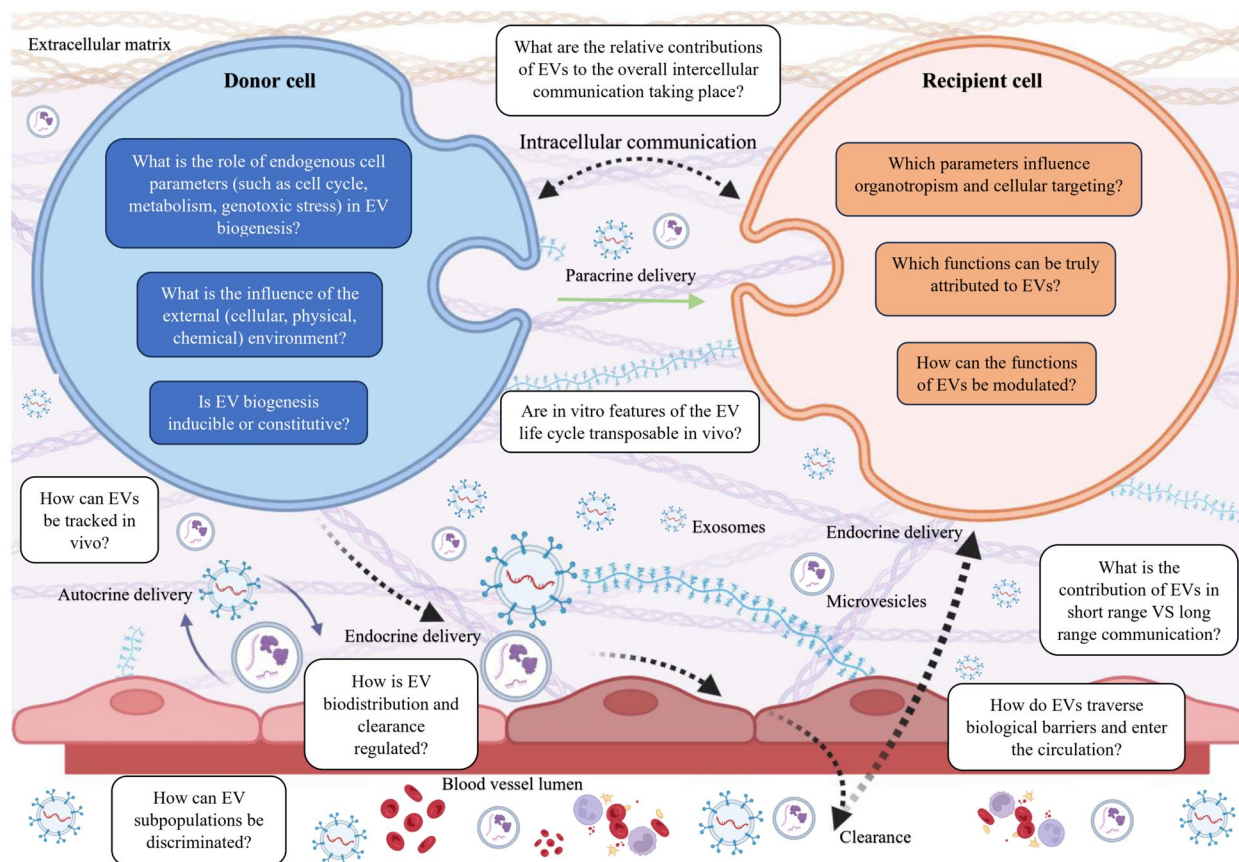 Extracellular matrix
Donor cell
What is the role of endogenous cell
parameters (such as cell cycle,
metabolism, genotoxic stress) in EV
biogenesis?
What is the influence of the
external (cellular, physical,
chemical) environment?
Is EV biogenesis
inducible or constitutive?
What are the relative contributions
of EVs to the overall intercellular
communication taking place?
Intracellular communication
Paracrine delivery
Recipient cell
Which parameters influence
organotropism and cellular targeting?
Which functions can be truly
attributed to EVs?
How can the functions
of EVs be modulated?
Are in vitro features of the EV
life cycle transposable in vivo?
How can EVs
be tracked in
vivo?
Autocrine delivery
Endocrine delivery
Exosomes
Endocrine delivery
Microvesicles
What is the
contribution of EVs in
short range VS long
range communication?
How is EV
biodistribution and
clearance
regulated?
How do EVs traverse
biological barriers and enter
the circulation?
Blood vessel lumen
How can EV
subpopulations be
discriminated?
Clearance